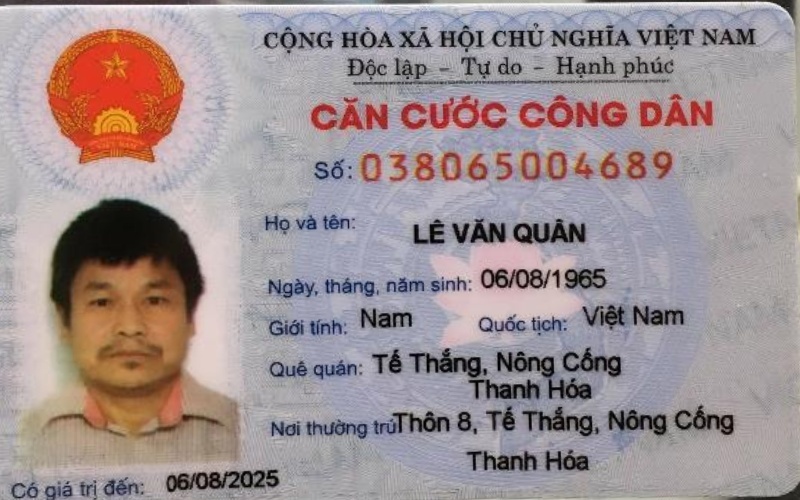 CỘNG HÒA XÃ HỘI CHỦ NGHĨA VIỆT NAM
Độc lập – Tự do – Hạnh phúc
CĂN CƯỚC CÔNG DÂN
Số: 038065004689
Họ và tên: LÊ VĂN QUÂN
Ngày, tháng, năm sinh: 06/08/1965
Giới tính: Nam Quốc tịch: Việt Nam
Quê quán: Tế Thắng, Nông Cống
Thanh Hóa
Nơi thường trú Thôn 8, Tế Thắng, Nông Cống
Thanh Hóa
Có giá trị đến: 06/08/2025